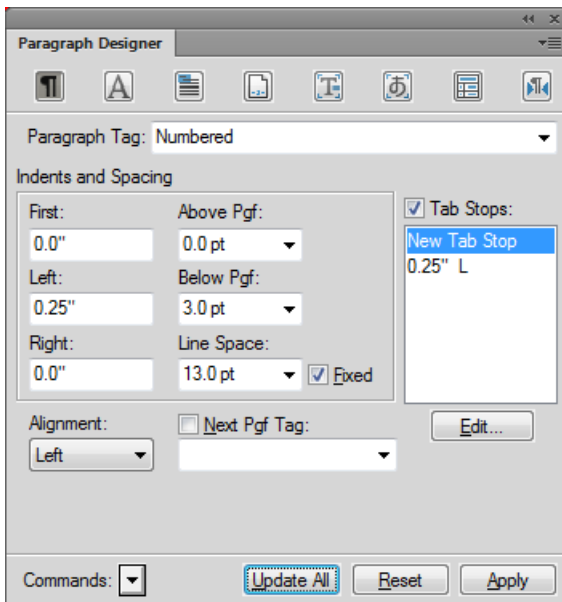 Paragraph Designer
Paragraph Tag: Numbered
Indents and Spacing
First: Above Pgf: Tab Stops:
0.0" 0.0 pt New Tab Stop
Left: Below Pgf: 0.25" L
0.25" 3.0 pt
Right: Line Space:
0.0" 13.0 pt Fixed
Alignment: Next Pgf Tag: Edit...
Left
Commands: Update All Reset Apply